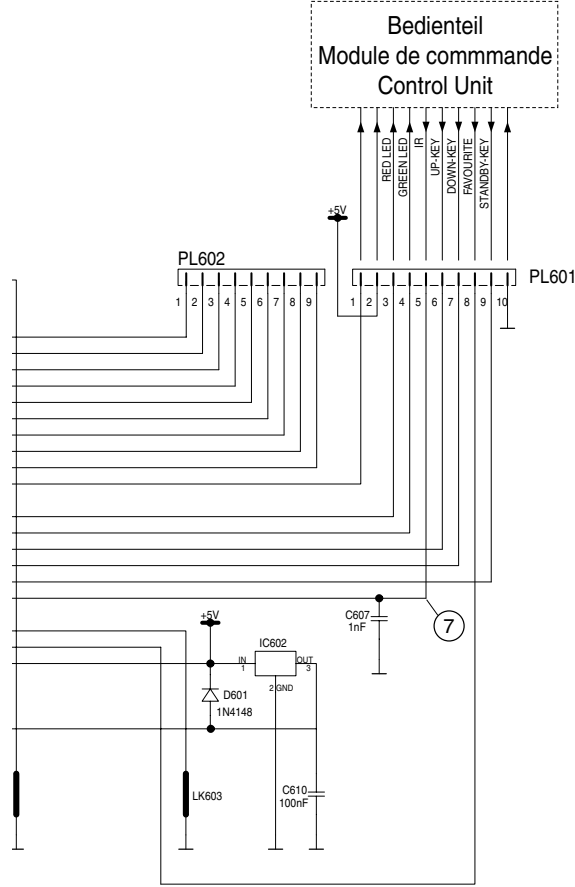 Bedienteil
Module de commmande
Control Unit
RED LED
GREEN LED
IR
UP-KEY
DOWN-KEY
FAVOURITE
STANDBY-KEY
+5V
PL602
PL601
1 2 3 4 5 6 7 8 9
1 2 3 4 5 6 7 8 9 10
C607
1nF
7
+5V
IC602
IN
1
OUT
3
2 GND
D601
1N4148
LK603
C610
100nF